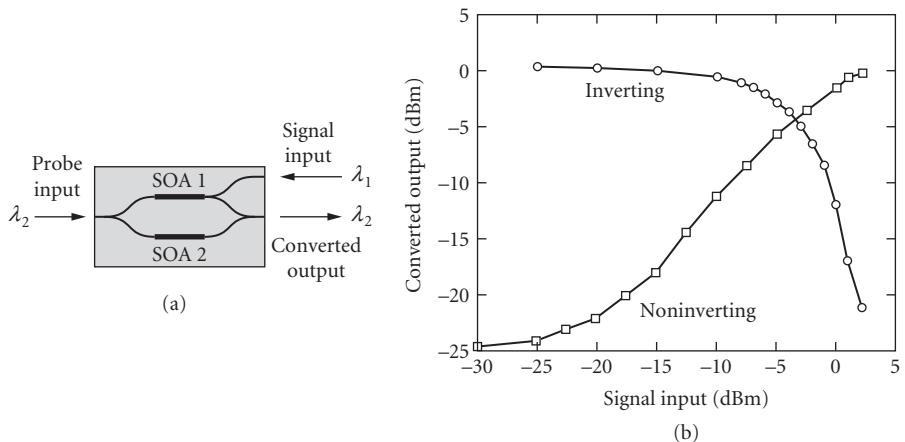 (a)
Probe
input
λ2
SOA 1
SOA 2
Signal
input
λ1
λ2
Converted
output
(b)
Converted output (dBm)
5
0
−5
−10
−15
−20
−25
Inverting
Noninverting
−30 −25 −20 −15 −10 −5 0 5
Signal input (dBm)
(a)
(b)